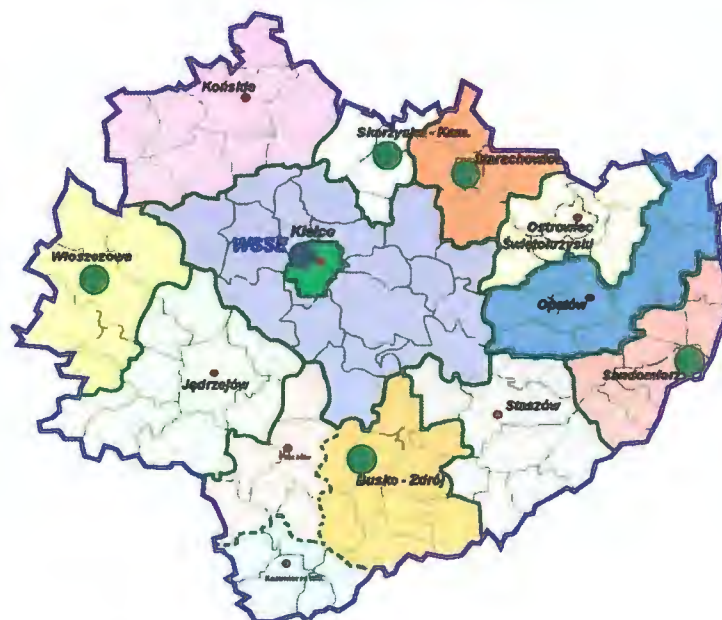 Końskie
Skarżysko - Kam.
Starachowice
Kielce
WSSE
Ostrowiec
Świętokrzyski
Włoszczowa
Opatów
Sandomierz
Jędrzejów
Staszów
Busko - Zdrój